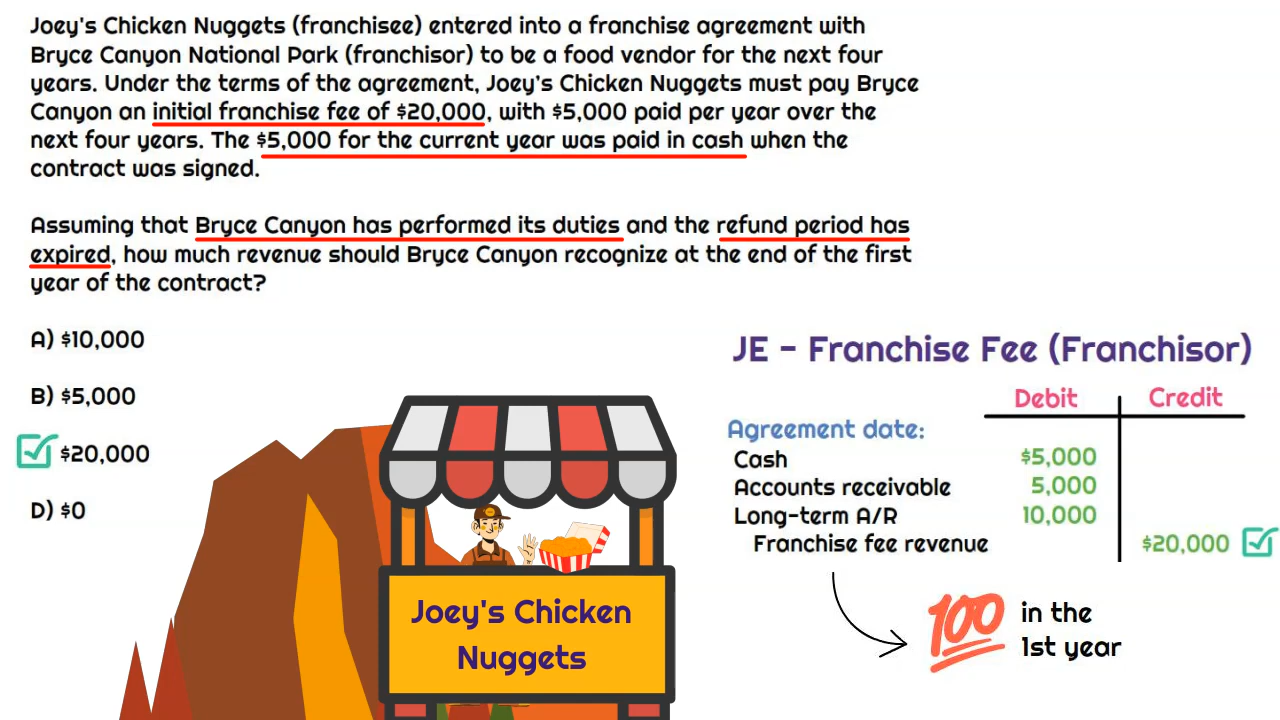 Joey's Chicken Nuggets (franchisee) entered into a franchise agreement with
Bryce Canyon National Park (franchisor) to be a food vendor for the next four
years. Under the terms of the agreement, Joey's Chicken Nuggets must pay Bryce
Canyon an initial franchise fee of $20,000, with $5,000 paid per year over the
next four years. The $5,000 for the current year was paid in cash when the
contract was signed.
Assuming that Bryce Canyon has performed its duties and the refund period has
expired, how much revenue should Bryce Canyon recognize at the end of the first
year of the contract?
A) $10,000
B) $5,000
$20,000
D) $0
JE - Franchise Fee (Franchisor)
Debit Credit
Agreement date:
Cash $5,000
Accounts receivable 5,000
Long-term A/R 10,000
Franchise fee revenue $20,000
100 in the
1st year
Joey's Chicken
Nuggets